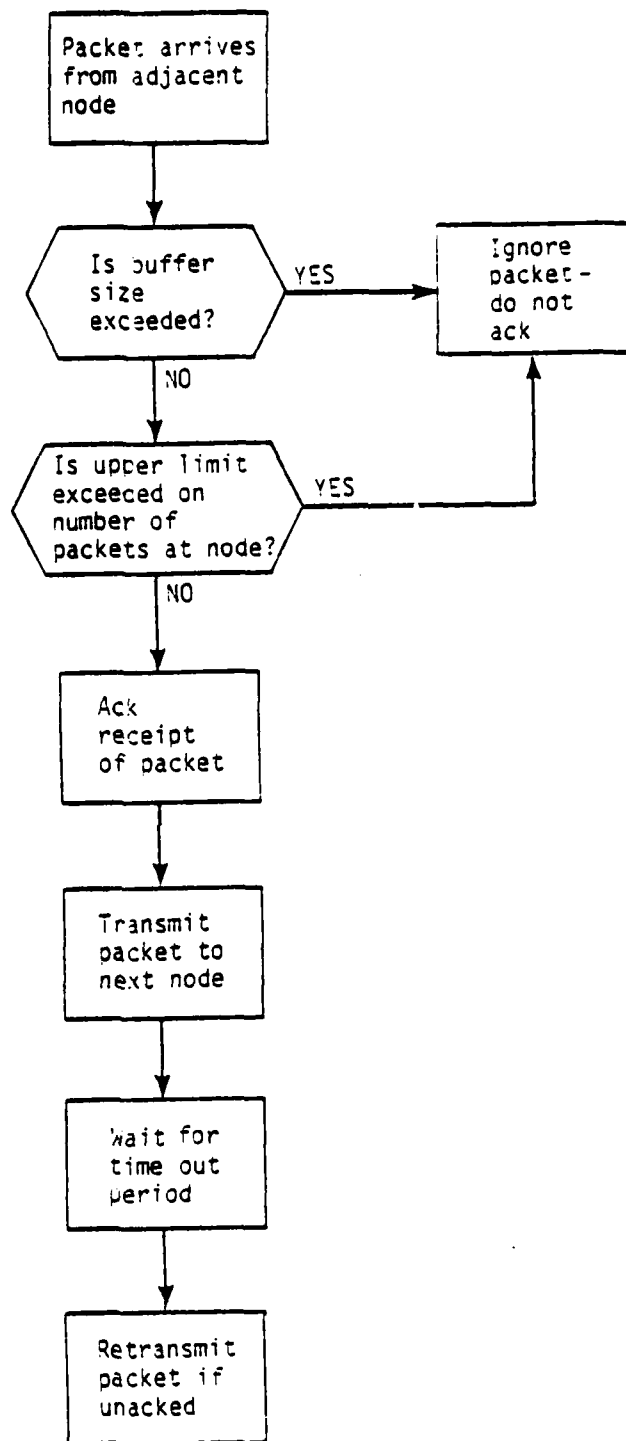 Packet arrives
from adjacent
node
Is buffer
size
exceeded?
YES
Ignore
packet-
do not
ack
NO
Is upper limit
exceeced on
number of
packets at node?
YES
NO
Ack
receipt
of packet
Transmit
packet to
next node
Wait for
time out
period
Retransmit
packet if
unacked